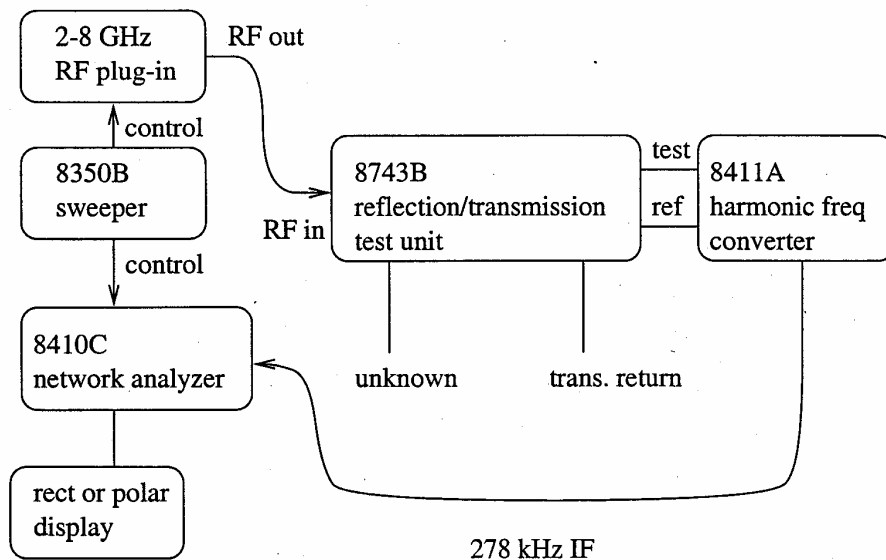 2-8 GHz
RF plug-in
RF out
control
8350B
sweeper
control
8410C
network analyzer
rect or polar
display
RF in
8743B
reflection/transmission
test unit
test
ref
8411A
harmonic freq
converter
unknown
trans. return
278 kHz IF